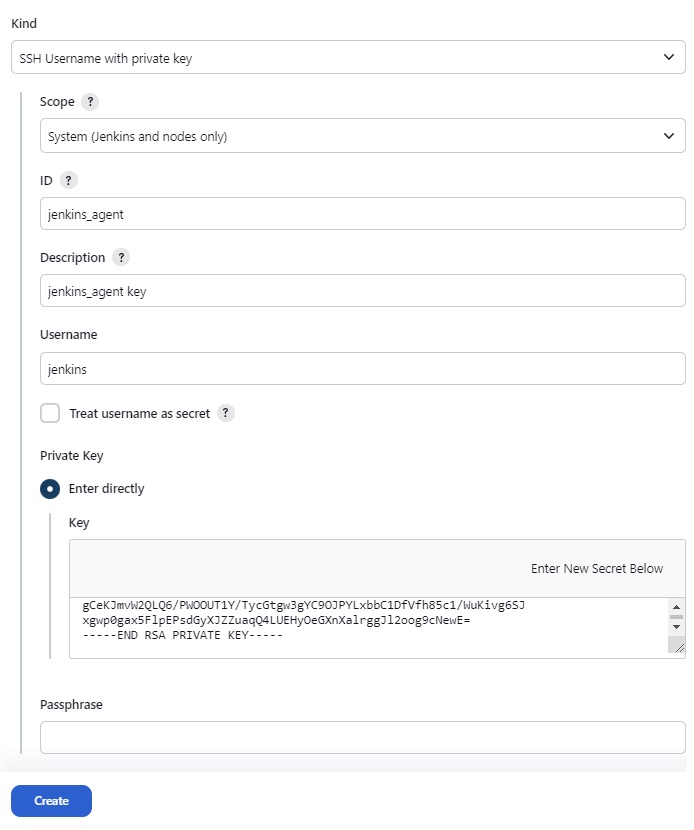 Kind
SSH Username with private key
Scope ?
System (Jenkins and nodes only)
ID ?
jenkins_agent
Description ?
jenkins_agent key
Username
jenkins
Treat username as secret ?
Private Key
Enter directly
Key
Enter New Secret Below
gCeKJmvW2QLQ6/PWOOUT1Y/TycGtgw3gYC9OJPYLxbbC1DfVfh85c1/WuKivg6SJ
xgwp0gax5FlpEPsdGyXJZZuaqQ4LUEHyOeGXnXalrggJl2oog9cNewE=
-----END RSA PRIVATE KEY-----
Passphrase
Create